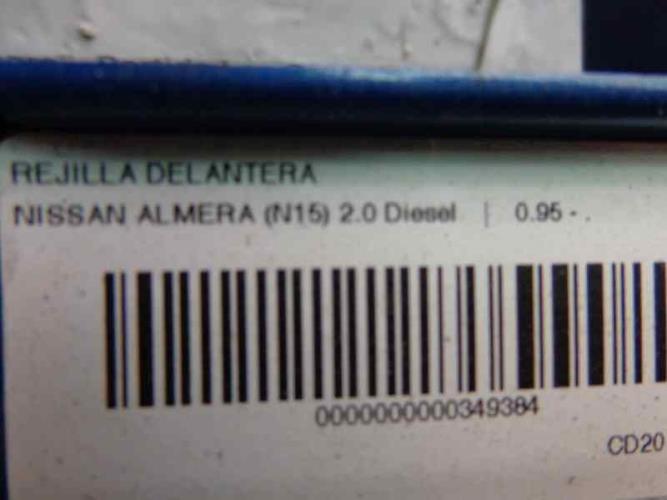 REJILLA DELANTERA
NISSAN ALMERA (N15) 2.0 Diesel | 0.95 - .
0000000000349384
CD20